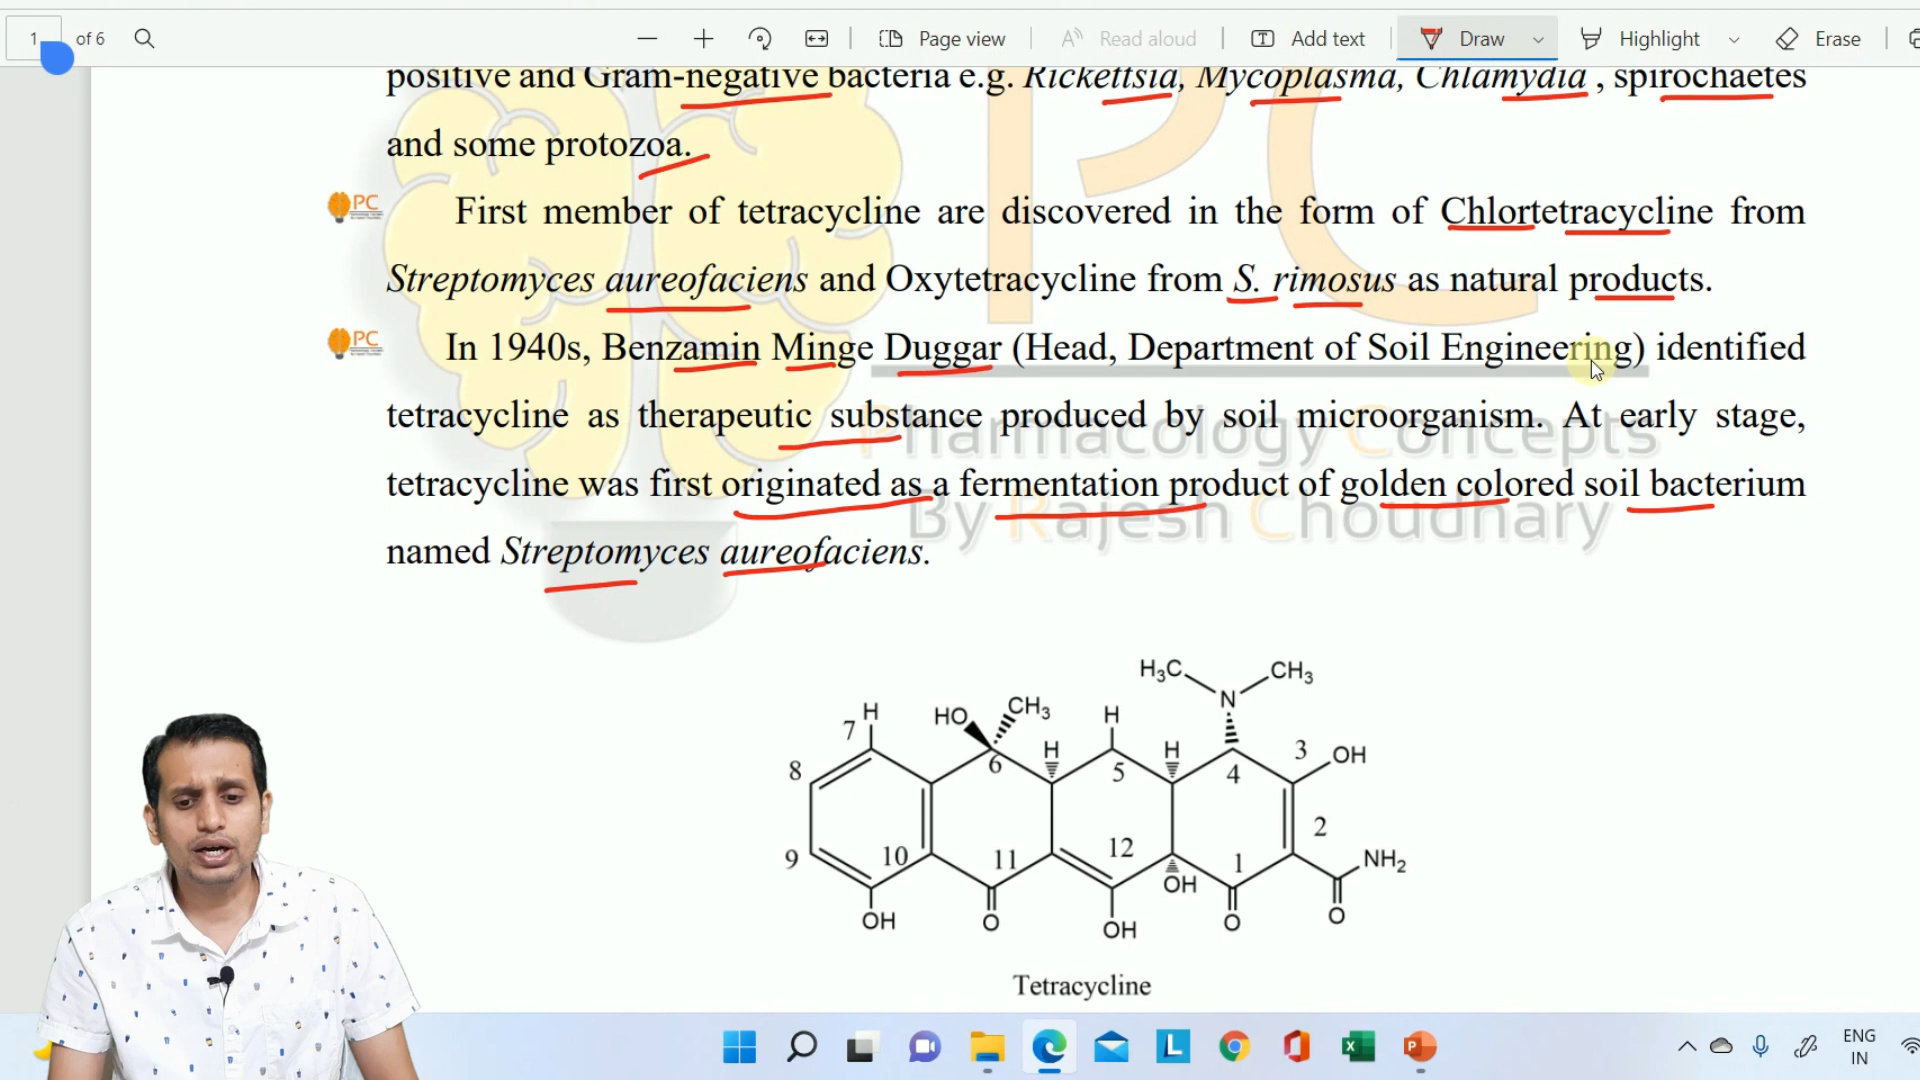 1 of 6 Page view Read aloud Add text Draw Highlight Erase
positive and Gram-negative bacteria e.g. Rickettsia, Mycoplasma, Chlamydia , spirochaetes
and some protozoa.
PC First member of tetracycline are discovered in the form of Chlortetracycline from
Streptomyces aureofaciens and Oxytetracycline from S. rimosus as natural products.
PC In 1940s, Benzamin Minge Duggar (Head, Department of Soil Engineering) identified
tetracycline as therapeutic substance produced by soil microorganism. At early stage,
tetracycline was first originated as a fermentation product of golden colored soil bacterium
named Streptomyces aureofaciens.
PC
Pharmacology Concepts
By Rajesh Choudhary
H3C CH3
N
H HO CH3 H
7 H H 3 OH
8 6 5 4
2
9 10 11 12 1 NH2
OH
OH O OH O O
Tetracycline
L X P ENG
IN